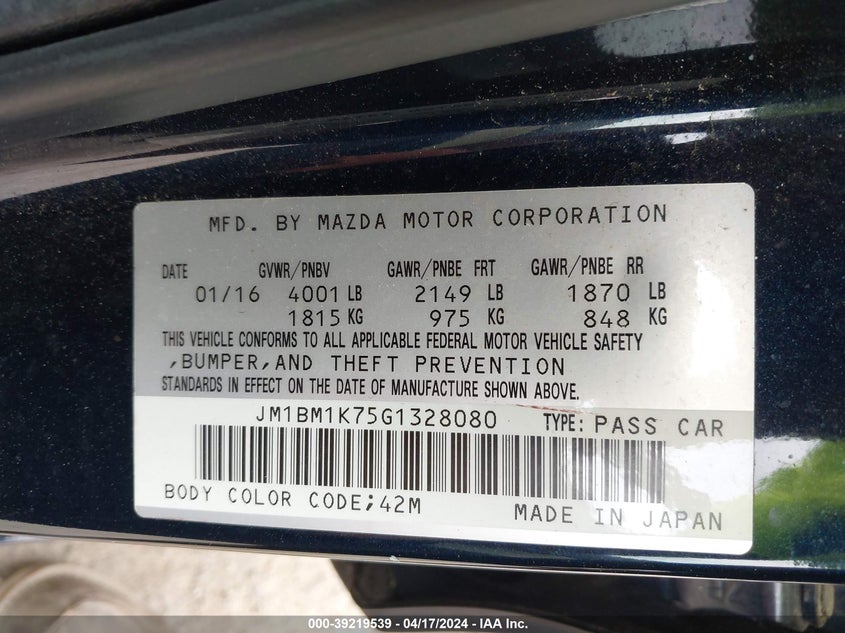 MFD. BY MAZDA MOTOR CORPORATION
DATE GVWR/PNBV GAWR/PNBE FRT GAWR/PNBE RR
01/16 4001 LB 2149 LB 1870 LB
1815 KG 975 KG 848 KG
THIS VEHICLE CONFORMS TO ALL APPLICABLE FEDERAL MOTOR VEHICLE SAFETY
,BUMPER,AND THEFT PREVENTION
STANDARDS IN EFFECT ON THE DATE OF MANUFACTURE SHOWN ABOVE.
JM1BM1K75G1328080 TYPE: PASS CAR
BODY COLOR CODE;42M
MADE IN JAPAN
000-39219539 - 04/17/2024 - IAA Inc.